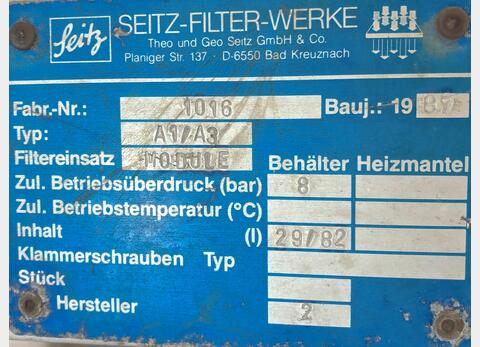 Seitz
SEITZ-FILTER-WERKE
Theo und Geo Seitz GmbH & Co.
Planiger Str. 137 · D-6550 Bad Kreuznach
Fabr.-Nr.: 1016 Bauj.: 19
Typ: A1/A3
Filtereinsatz MODULE Behälter Heizmantel
Zul. Betriebsüberdruck (bar) 8
Zul. Betriebstemperatur (°C)
Inhalt (l) 29/82
Klammerschrauben Typ
Stück
Hersteller 2